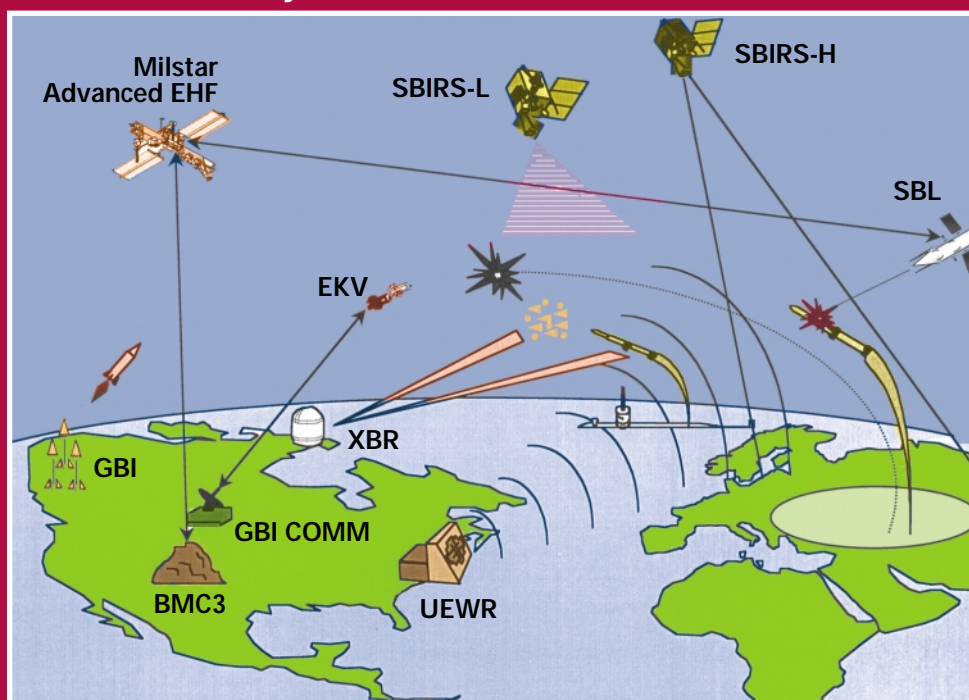 Milstar
Advanced EHF
SBIRS-L
SBIRS-H
SBL
EKV
XBR
GBI
GBI COMM
BMC3
UEWR